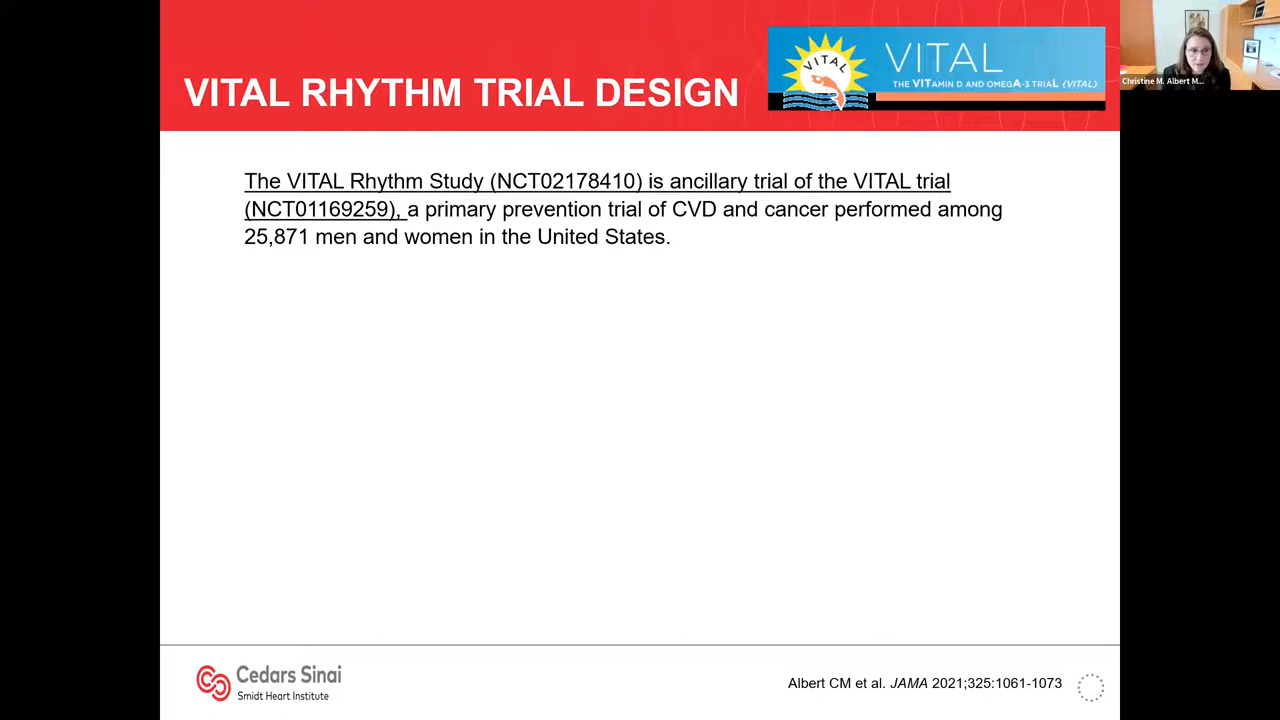 VITAL RHYTHM TRIAL DESIGN
VITAL
VITAL
THE VITAMIN D AND OMEGA-3 TRIAL (VITAL)
Christine M. Albert M...
The VITAL Rhythm Study (NCT02178410) is ancillary trial of the VITAL trial
(NCT01169259), a primary prevention trial of CVD and cancer performed among
25,871 men and women in the United States.
Cedars Sinai
Smidt Heart Institute
Albert CM et al. JAMA 2021;325:1061-1073